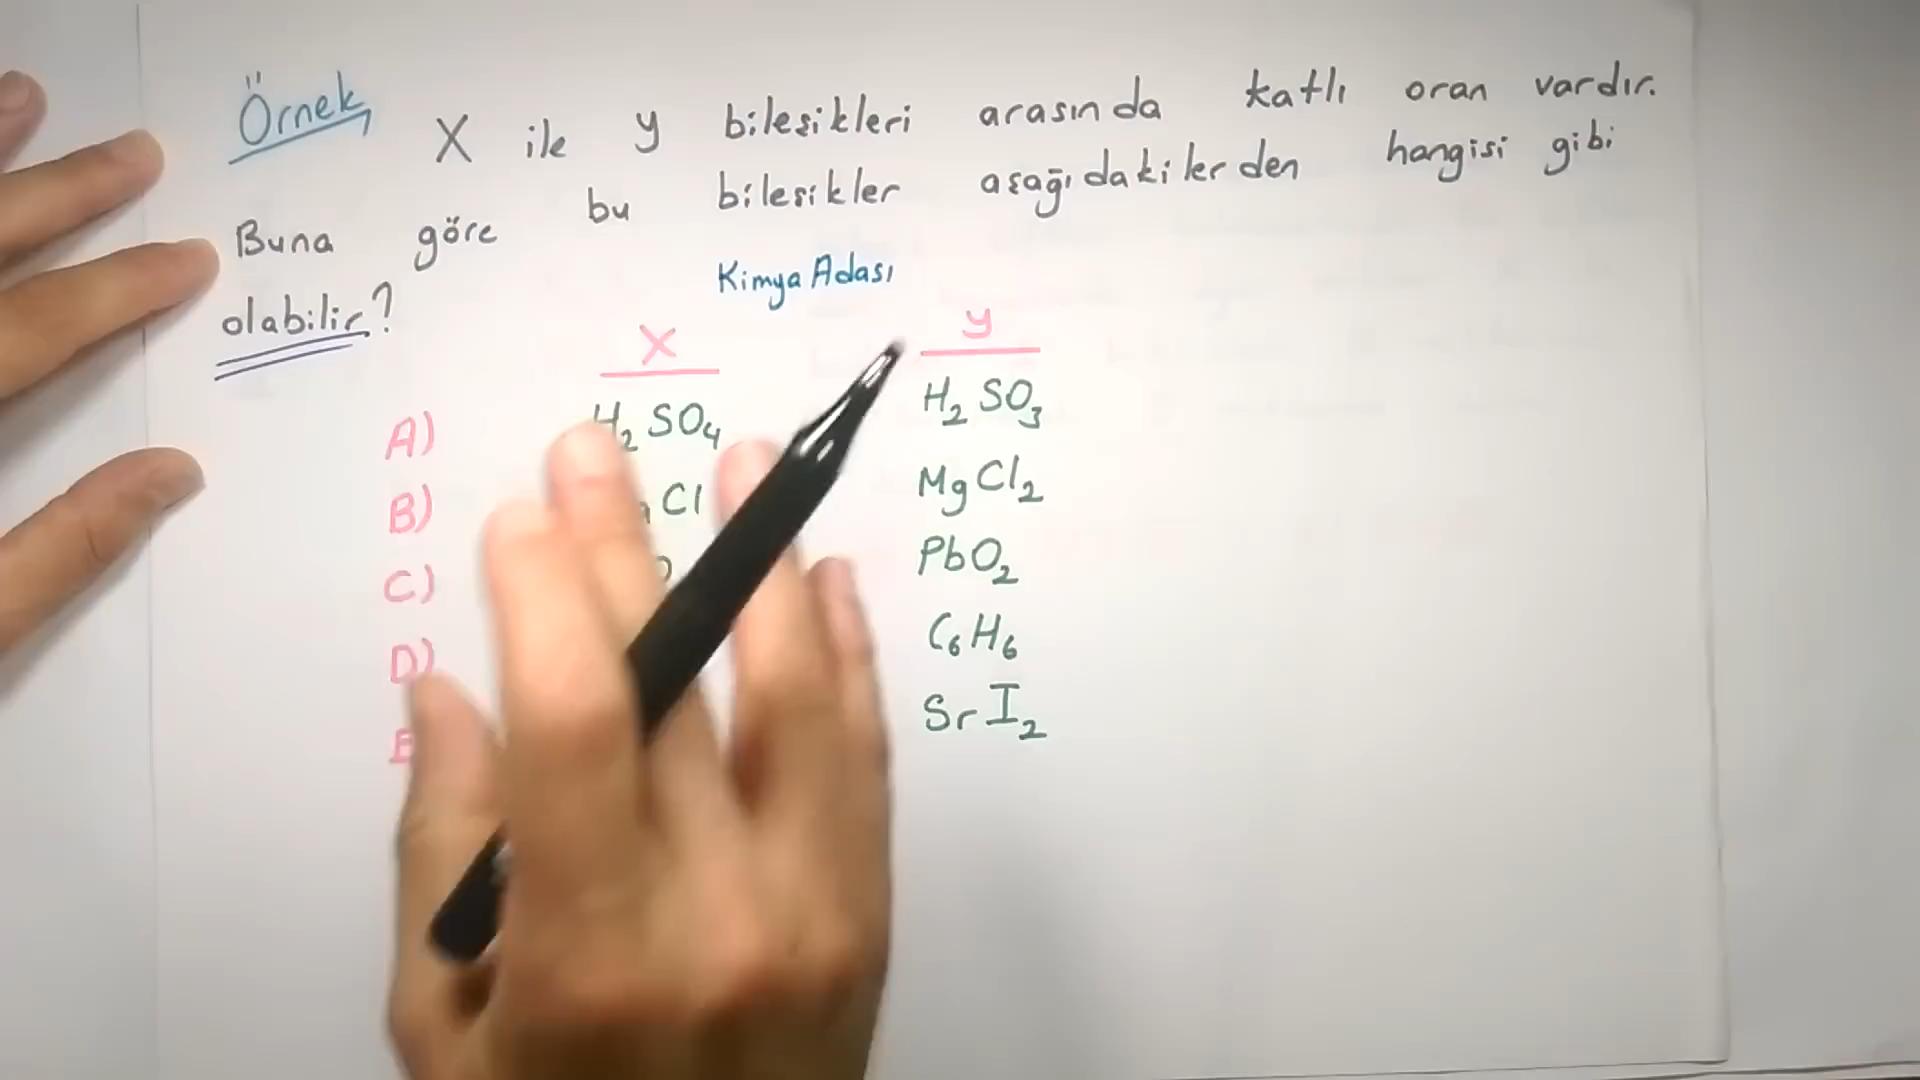 Örnek X ile y bileşikleri arasında katlı oran vardır.
Buna göre bu bileşikler aşağıdakilerden hangisi gibi
olabilir?
Kimya Adası
X y
A) H₂SO₄ H₂SO₃
B) Cl MgCl₂
C) PbO₂
D) C₆H₆
SrI₂